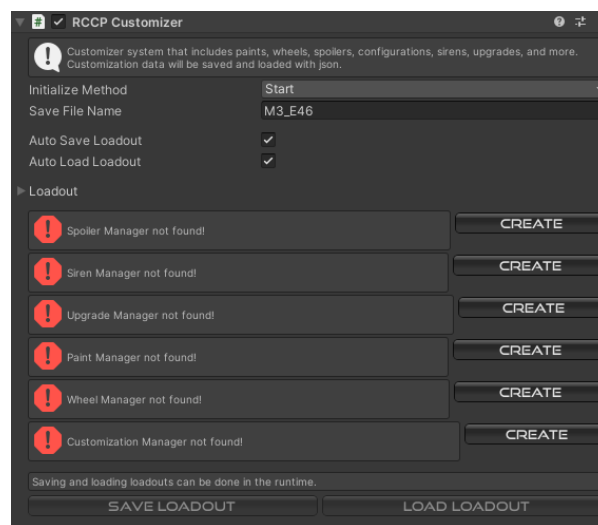 RCCP Customizer
Customizer system that includes paints, wheels, spoilers, configurations, sirens, upgrades, and more.
Customization data will be saved and loaded with json.
Initialize Method Start
Save File Name M3_E46
Auto Save Loadout
Auto Load Loadout
Loadout
Spoiler Manager not found! CREATE
Siren Manager not found! CREATE
Upgrade Manager not found! CREATE
Paint Manager not found! CREATE
Wheel Manager not found! CREATE
Customization Manager not found! CREATE
Saving and loading loadouts can be done in the runtime.
SAVE LOADOUT LOAD LOADOUT